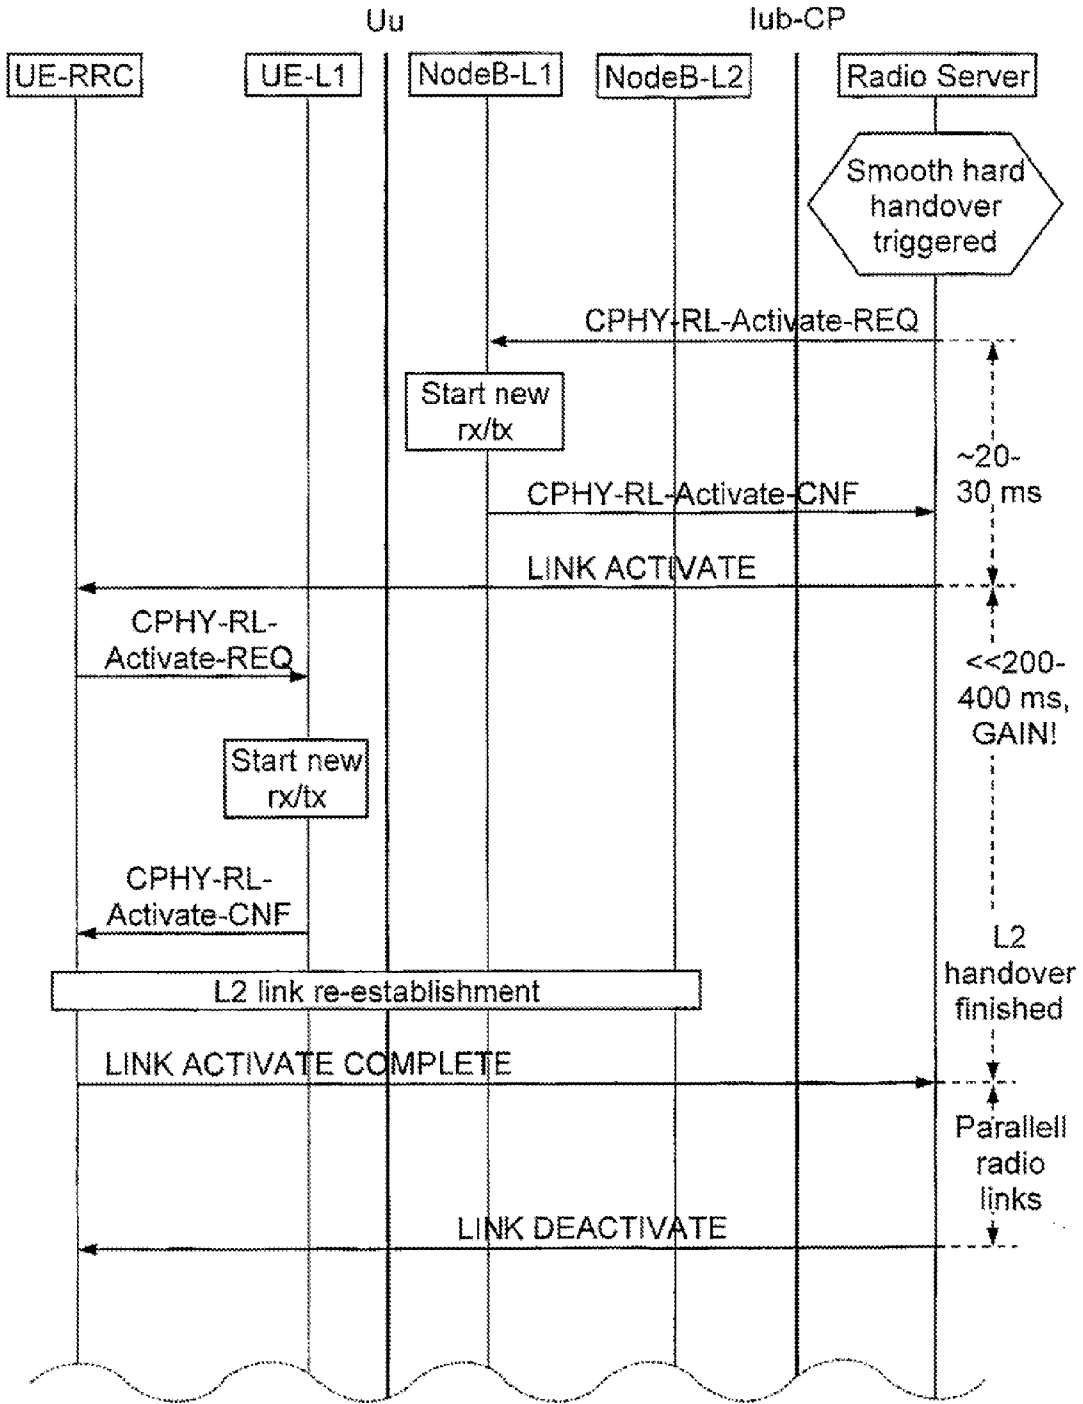 Uu
Iub-CP
UE-RRC
UE-L1
NodeB-L1
NodeB-L2
Radio Server
Smooth hard
handover
triggered
CPHY-RL-Activate-REQ
Start new
rx/tx
~20-
30 ms
CPHY-RL-Activate-CNF
LINK ACTIVATE
CPHY-RL-
Activate-REQ
<<200-
400 ms,
GAIN!
Start new
rx/tx
CPHY-RL-
Activate-CNF
L2
handover
finished
L2 link re-establishment
LINK ACTIVATE COMPLETE
Parallell
radio
links
LINK DEACTIVATE